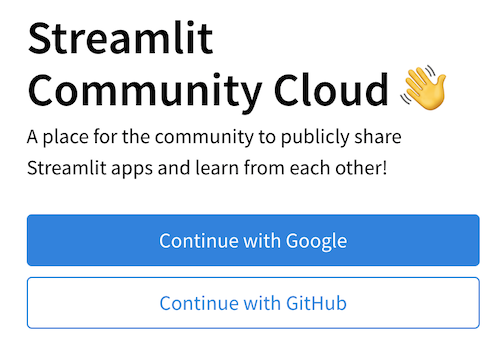 Streamlit
Community Cloud 👋
A place for the community to publicly share
Streamlit apps and learn from each other!
Continue with Google
Continue with GitHub